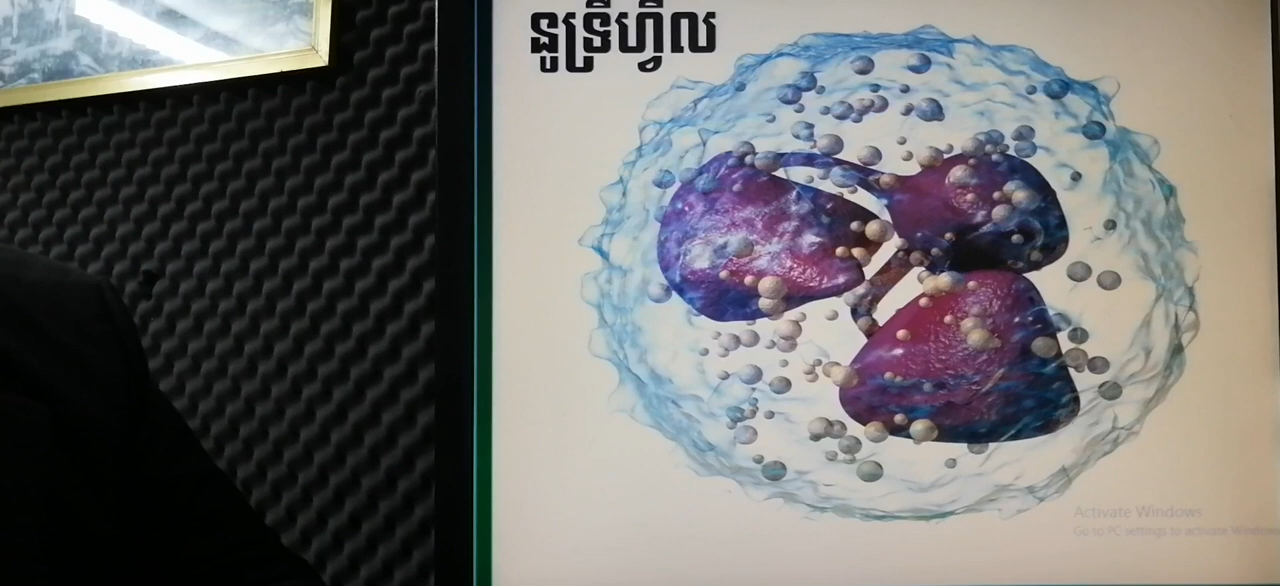 នូទ្រីហ្វីល
Activate Windows
Go to PC settings to activate Windows